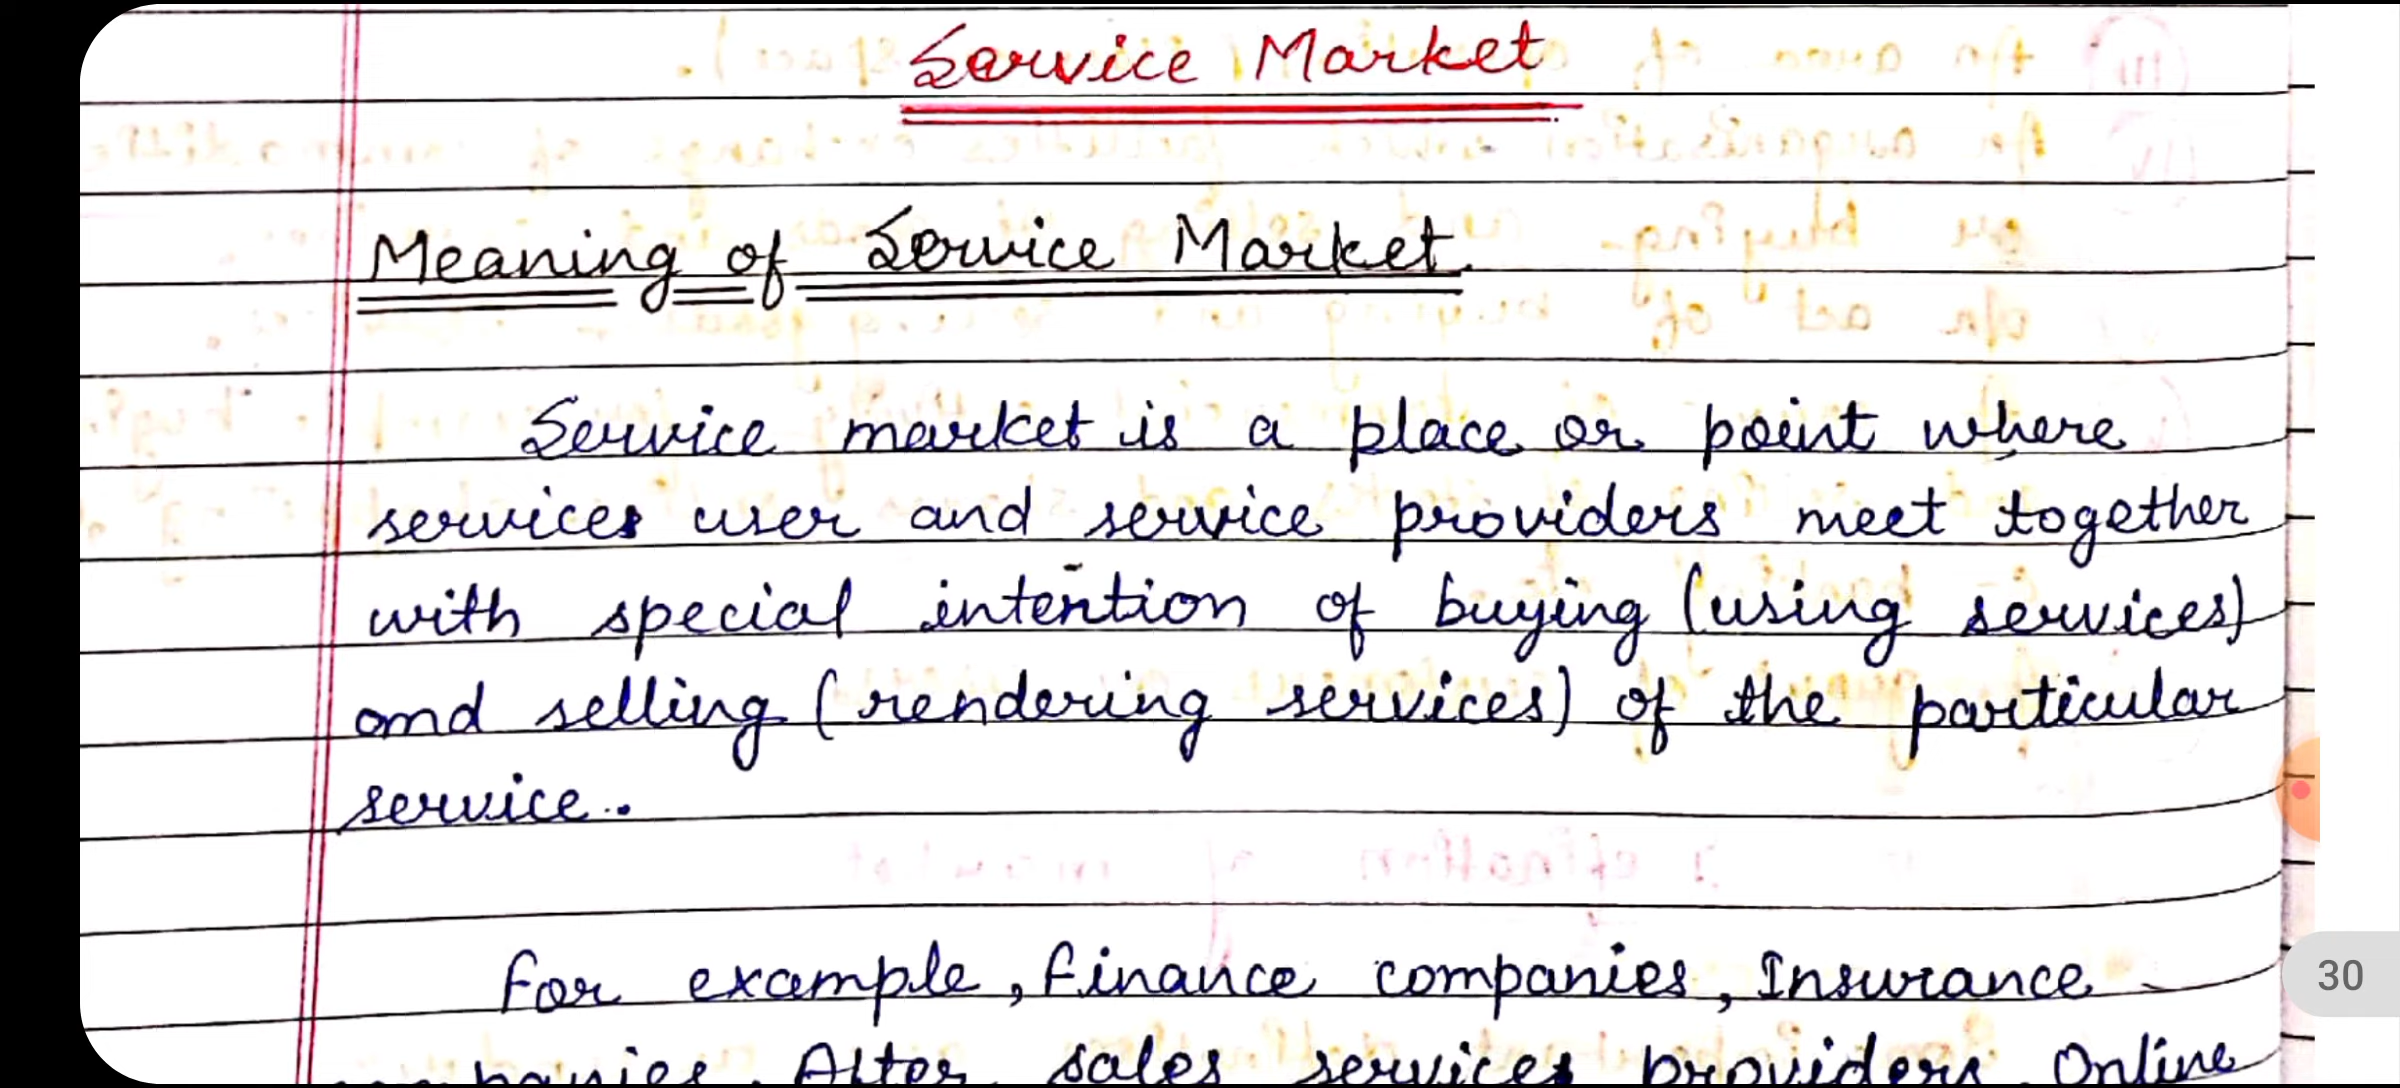 Service Market
Meaning of Service Market
Service market is a place or point where
services user and service providers meet together
with special intention of buying (using services)
and selling (rendering services) of the particular
service.
For example, Finance companies, Insurance
After sales services providers, Online
30